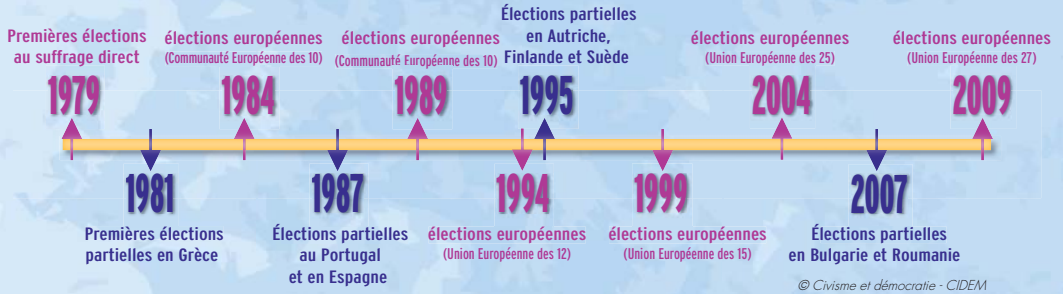 Premières élections
au suffrage direct
1979
élections européennes
(Communauté Européenne des 10)
1984
élections européennes
(Communauté Européenne des 10)
1989
Élections partielles
en Autriche,
Finlande et Suède
1995
élections européennes
(Union Européenne des 25)
2004
élections européennes
(Union Européenne des 27)
2009
1981
Premières élections
partielles en Grèce
1987
Élections partielles
au Portugal
et en Espagne
1994
élections européennes
(Union Européenne des 12)
1999
élections européennes
(Union Européenne des 15)
2007
Élections partielles
en Bulgarie et Roumanie
© Civisme et démocratie - CIDEM